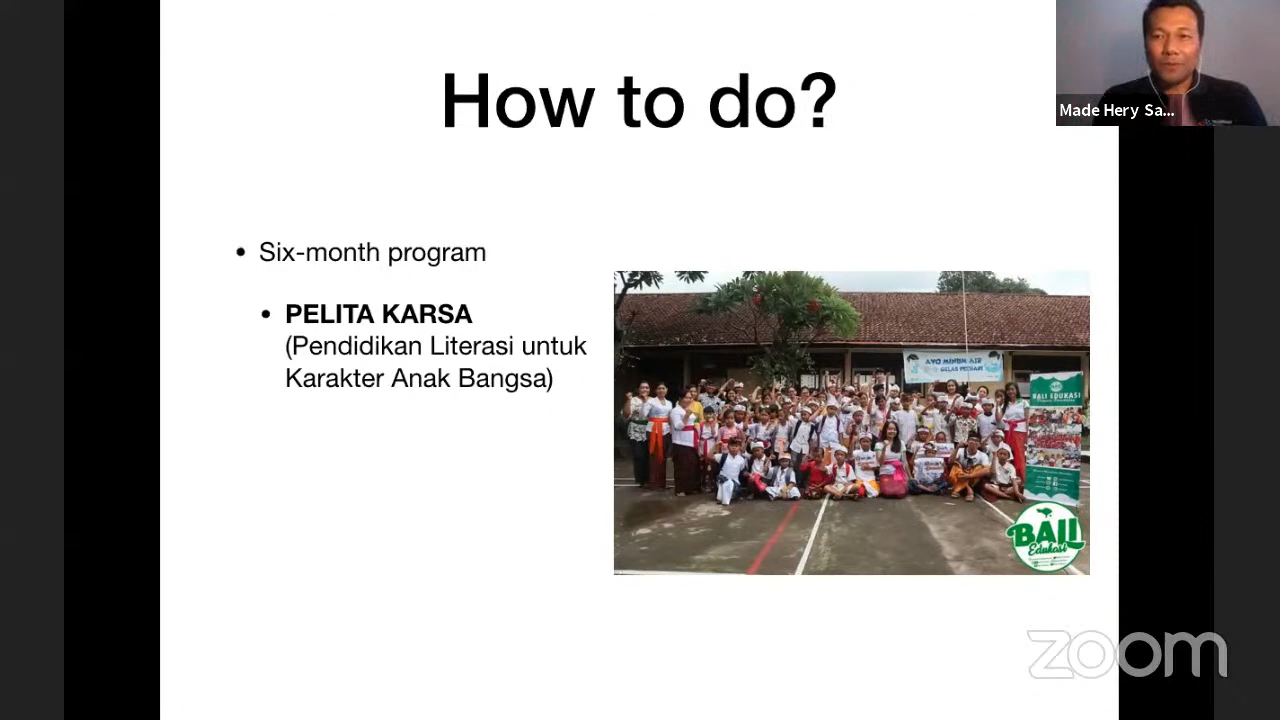 How to do?
Made Hery Sa...
• Six-month program
• PELITA KARSA
(Pendidikan Literasi untuk
Karakter Anak Bangsa)
AYO MINUM AIR
BALI EDUKASI
BALI
Edukasi
zoom